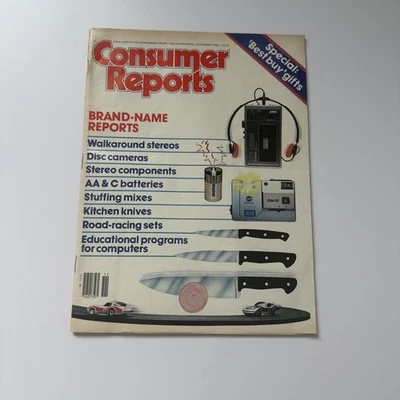 Consumer
Reports
Special:
'Best buy' gifts
BRAND-NAME
REPORTS
Walkaround stereos
Disc cameras
Stereo components
AA & C batteries
Stuffing mixes
Kitchen knives
Road-racing sets
Educational programs
for computers